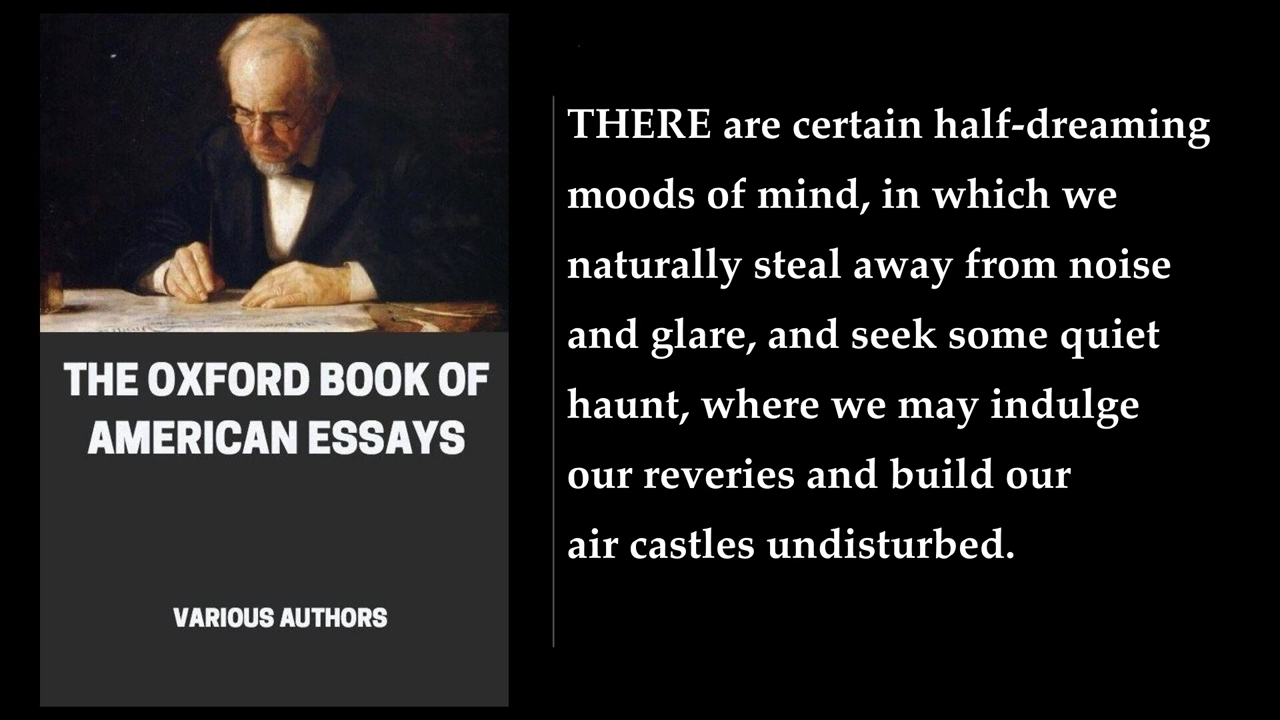 THE OXFORD BOOK OF
AMERICAN ESSAYS
VARIOUS AUTHORS
THERE are certain half-dreaming
moods of mind, in which we
naturally steal away from noise
and glare, and seek some quiet
haunt, where we may indulge
our reveries and build our
air castles undisturbed.